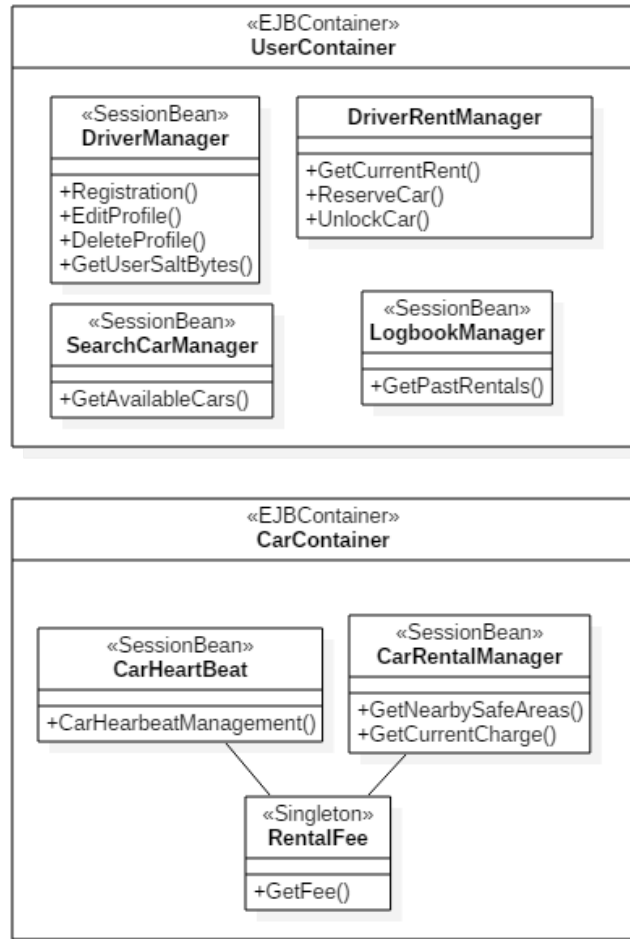 «EJBContainer»
UserContainer
«SessionBean»
DriverManager
+Registration()
+EditProfile()
+DeleteProfile()
+GetUserSaltBytes()
DriverRentManager
+GetCurrentRent()
+ReserveCar()
+UnlockCar()
«SessionBean»
SearchCarManager
+GetAvailableCars()
«SessionBean»
LogbookManager
+GetPastRentals()
«EJBContainer»
CarContainer
«SessionBean»
CarHeartBeat
+CarHearbeatManagement()
«SessionBean»
CarRentalManager
+GetNearbySafeAreas()
+GetCurrentCharge()
«Singleton»
RentalFee
+GetFee()